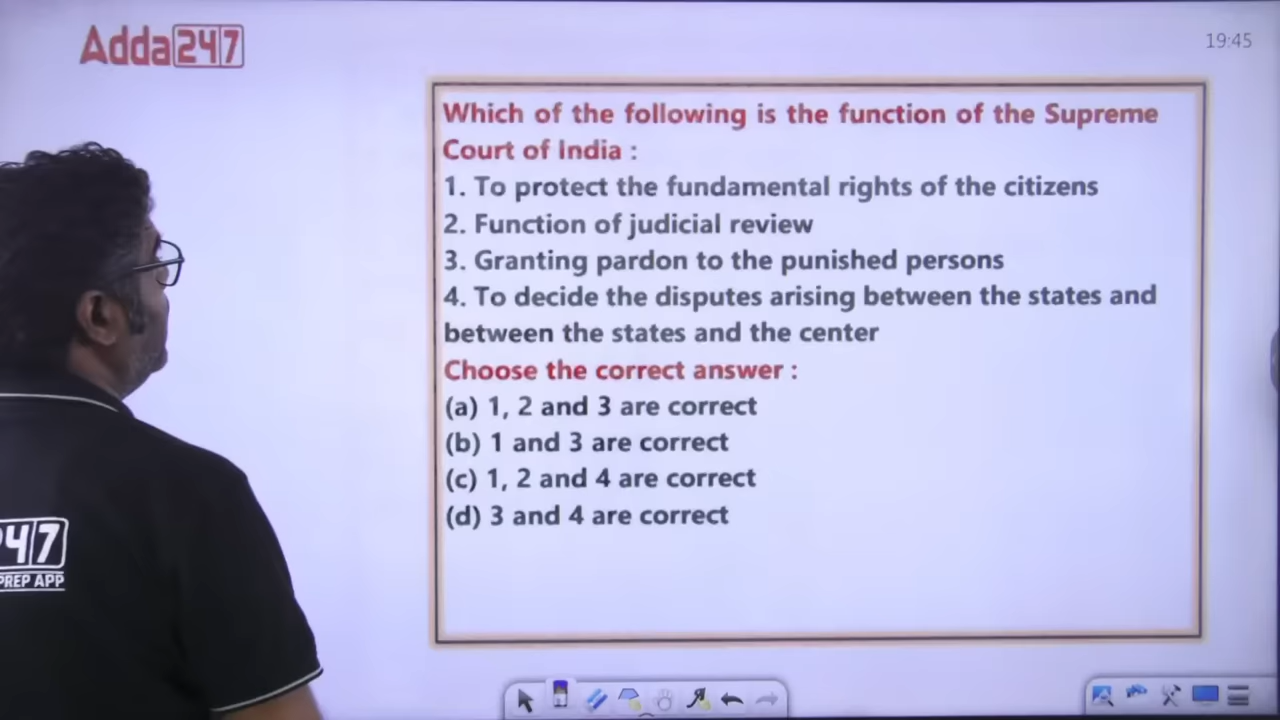 Adda247
19:45
Which of the following is the function of the Supreme
Court of India :
1. To protect the fundamental rights of the citizens
2. Function of judicial review
3. Granting pardon to the punished persons
4. To decide the disputes arising between the states and
between the states and the center
Choose the correct answer :
(a) 1, 2 and 3 are correct
(b) 1 and 3 are correct
(c) 1, 2 and 4 are correct
(d) 3 and 4 are correct
247
PREP APP